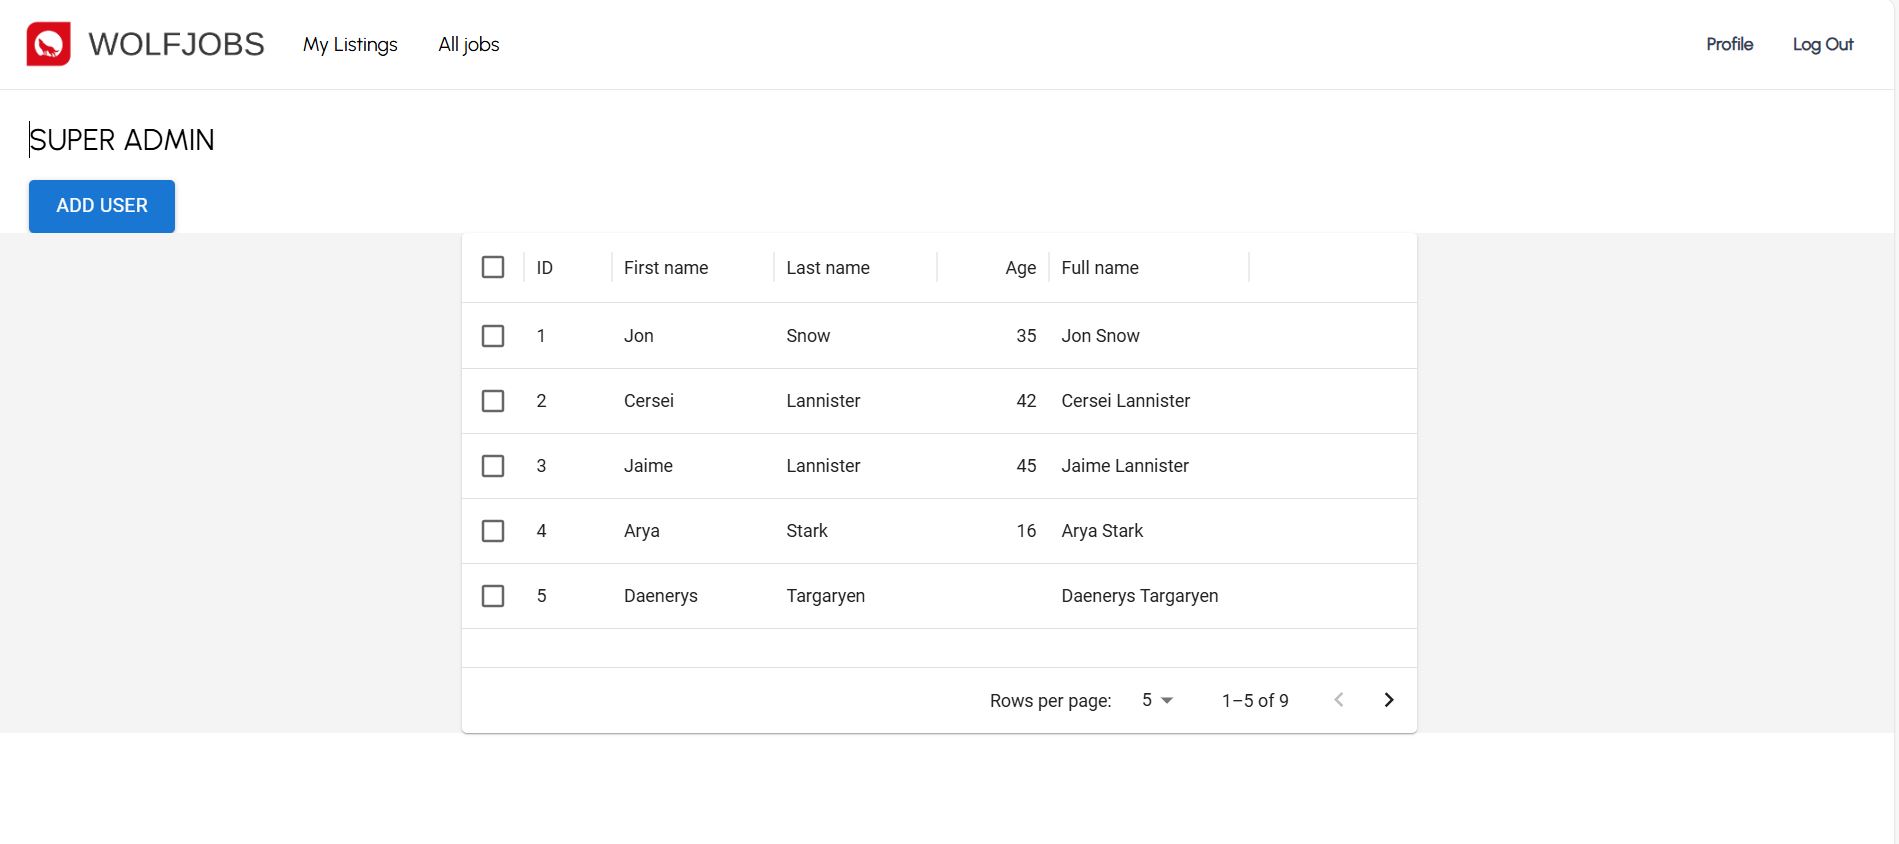 WOLFJOBS My Listings All jobs Profile Log Out
SUPER ADMIN
ADD USER
ID First name Last name Age Full name
1 Jon Snow 35 Jon Snow
2 Cersei Lannister 42 Cersei Lannister
3 Jaime Lannister 45 Jaime Lannister
4 Arya Stark 16 Arya Stark
5 Daenerys Targaryen Daenerys Targaryen
Rows per page: 5 1–5 of 9